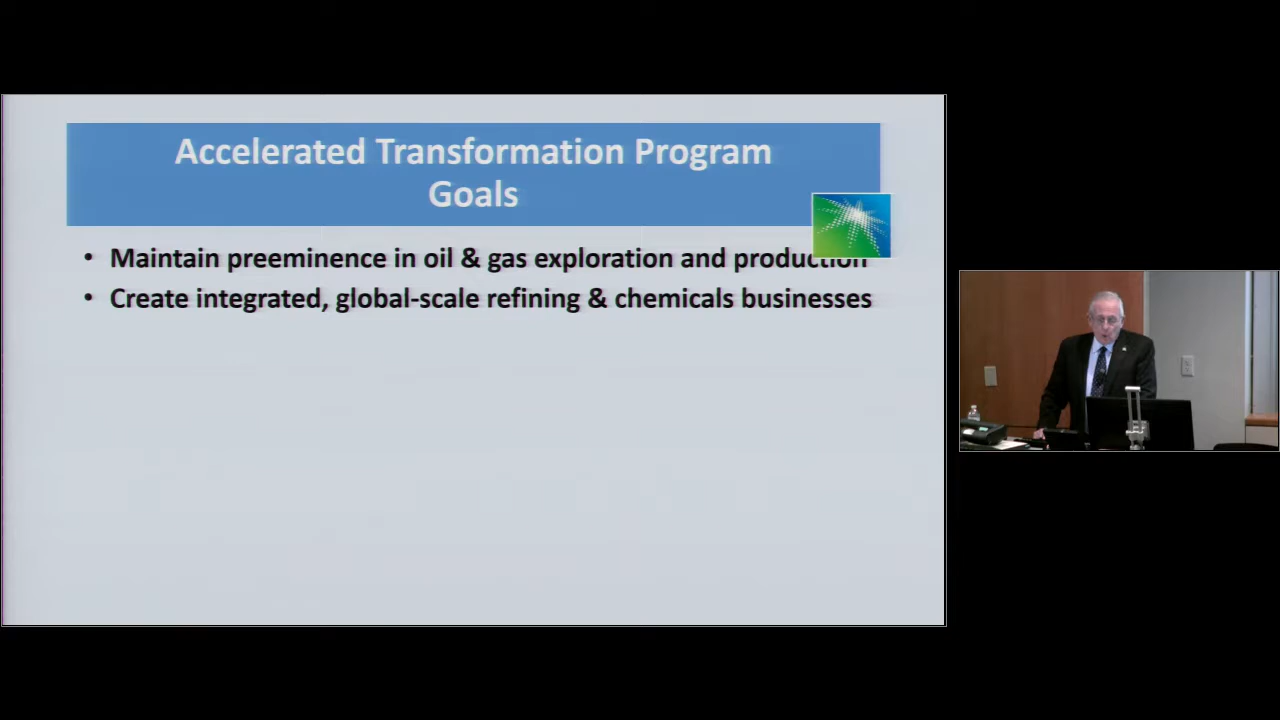 Accelerated Transformation Program
Goals
• Maintain preeminence in oil & gas exploration and production
• Create integrated, global-scale refining & chemicals businesses